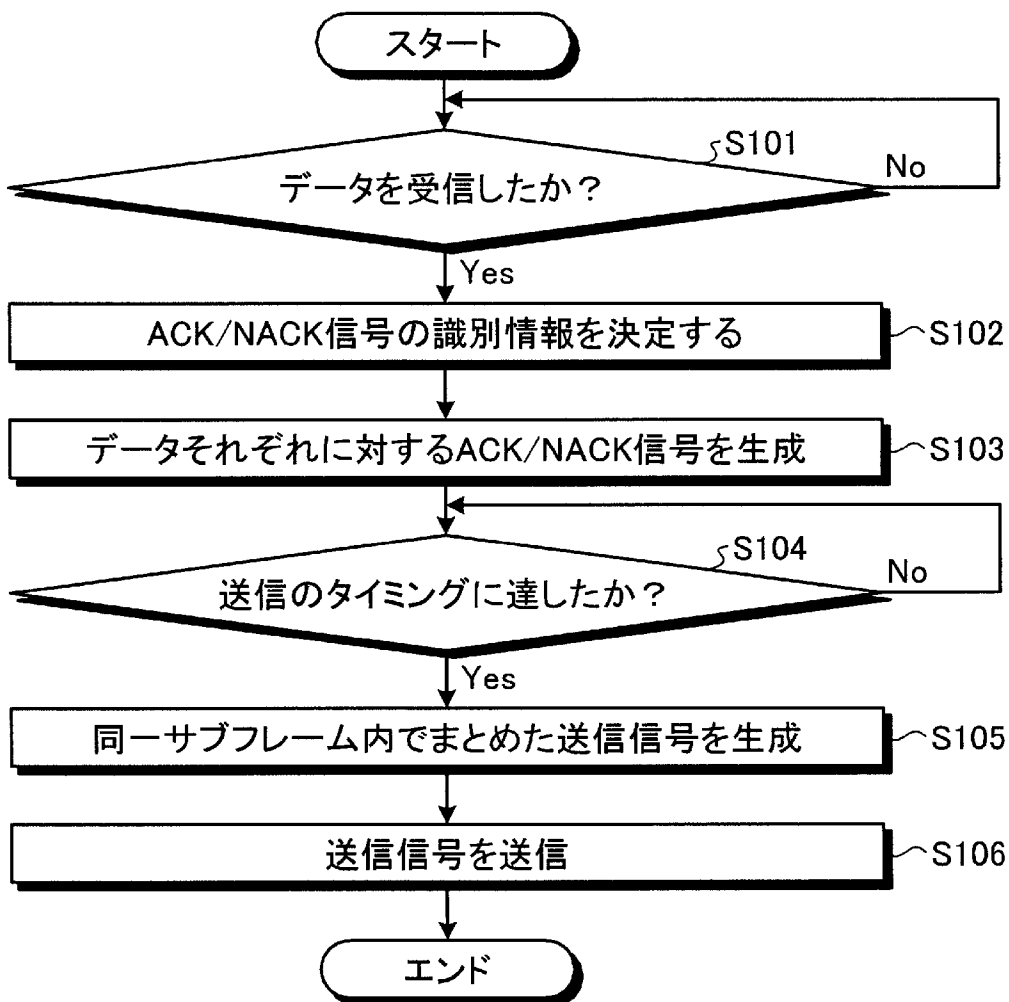 スタート
データを受信したか？
S101
No
Yes
ACK/NACK信号の識別情報を決定する
S102
データそれぞれに対するACK/NACK信号を生成
S103
送信のタイミングに達したか？
S104
No
Yes
同一サブフレーム内でまとめた送信信号を生成
S105
送信信号を送信
S106
エンド